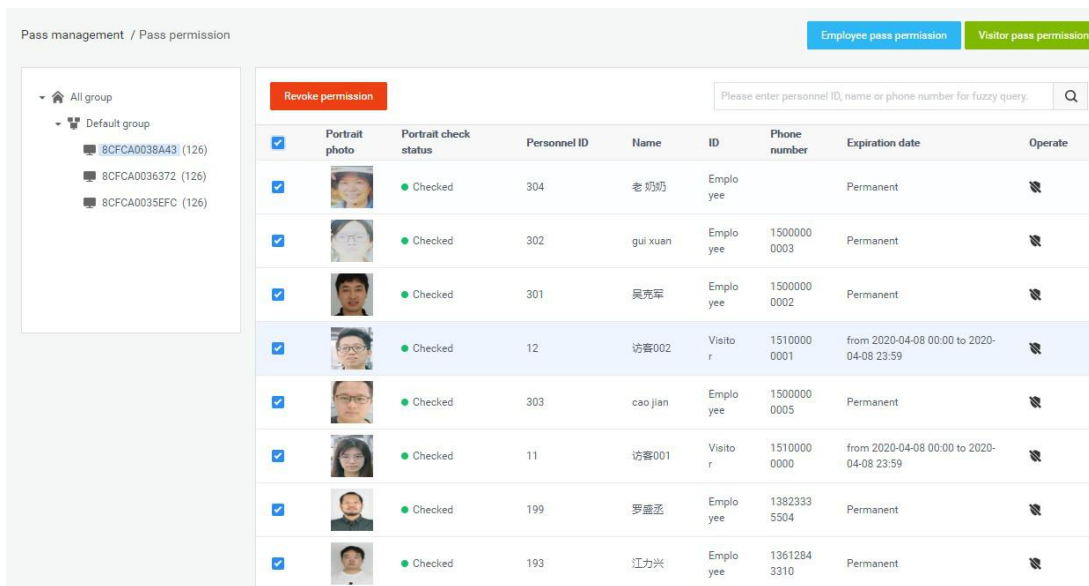 Pass management / Pass permission
Employee pass permission
Visitor pass permission
All group
Default group
8CFCA0038A43 (126)
8CFCA0036372 (126)
8CFCA0035EFC (126)
Revoke permission
Please enter personnel ID, name or phone number for fuzzy query.
Portrait photo Portrait check status Personnel ID Name ID Phone number Expiration date Operate
Checked 304 老 奶奶 Employee Permanent
Checked 302 gui xuan Employee 15000000003 Permanent
Checked 301 吴克军 Employee 15000000002 Permanent
Checked 12 访客002 Visitor 15100000001 from 2020-04-08 00:00 to 2020-04-08 23:59
Checked 303 cao jian Employee 15000000005 Permanent
Checked 11 访客001 Visitor 15100000000 from 2020-04-08 00:00 to 2020-04-08 23:59
Checked 199 罗盛丞 Employee 13823335504 Permanent
Checked 193 江力兴 Employee 13612843310 Permanent